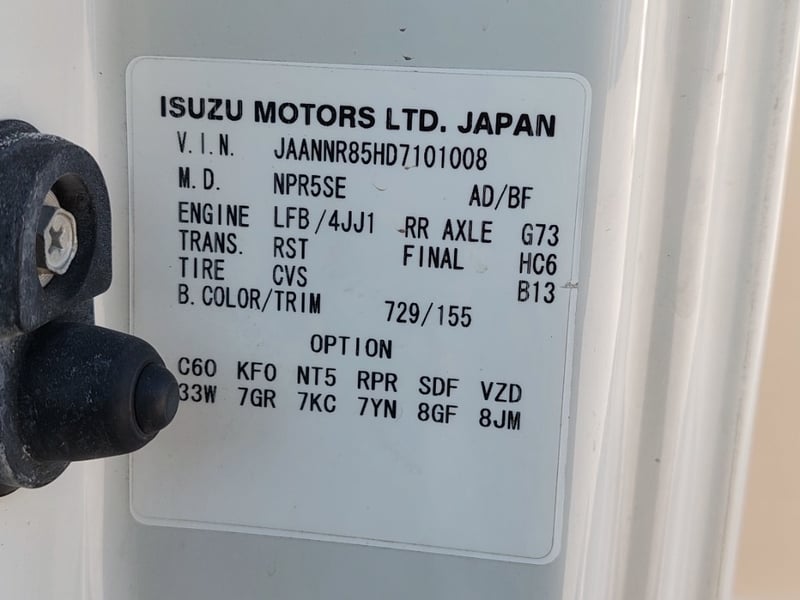 ISUZU MOTORS LTD. JAPAN
V.I.N. JAANNR85HD7101008
M.D. NPR5SE AD/BF
ENGINE LFB/4JJ1 RR AXLE G73
TRANS. RST FINAL HC6
TIRE CVS B13
B.COLOR/TRIM 729/155
OPTION
C60 KF0 NT5 RPR SDF VZD
33W 7GR 7KC 7YN 8GF 8JM